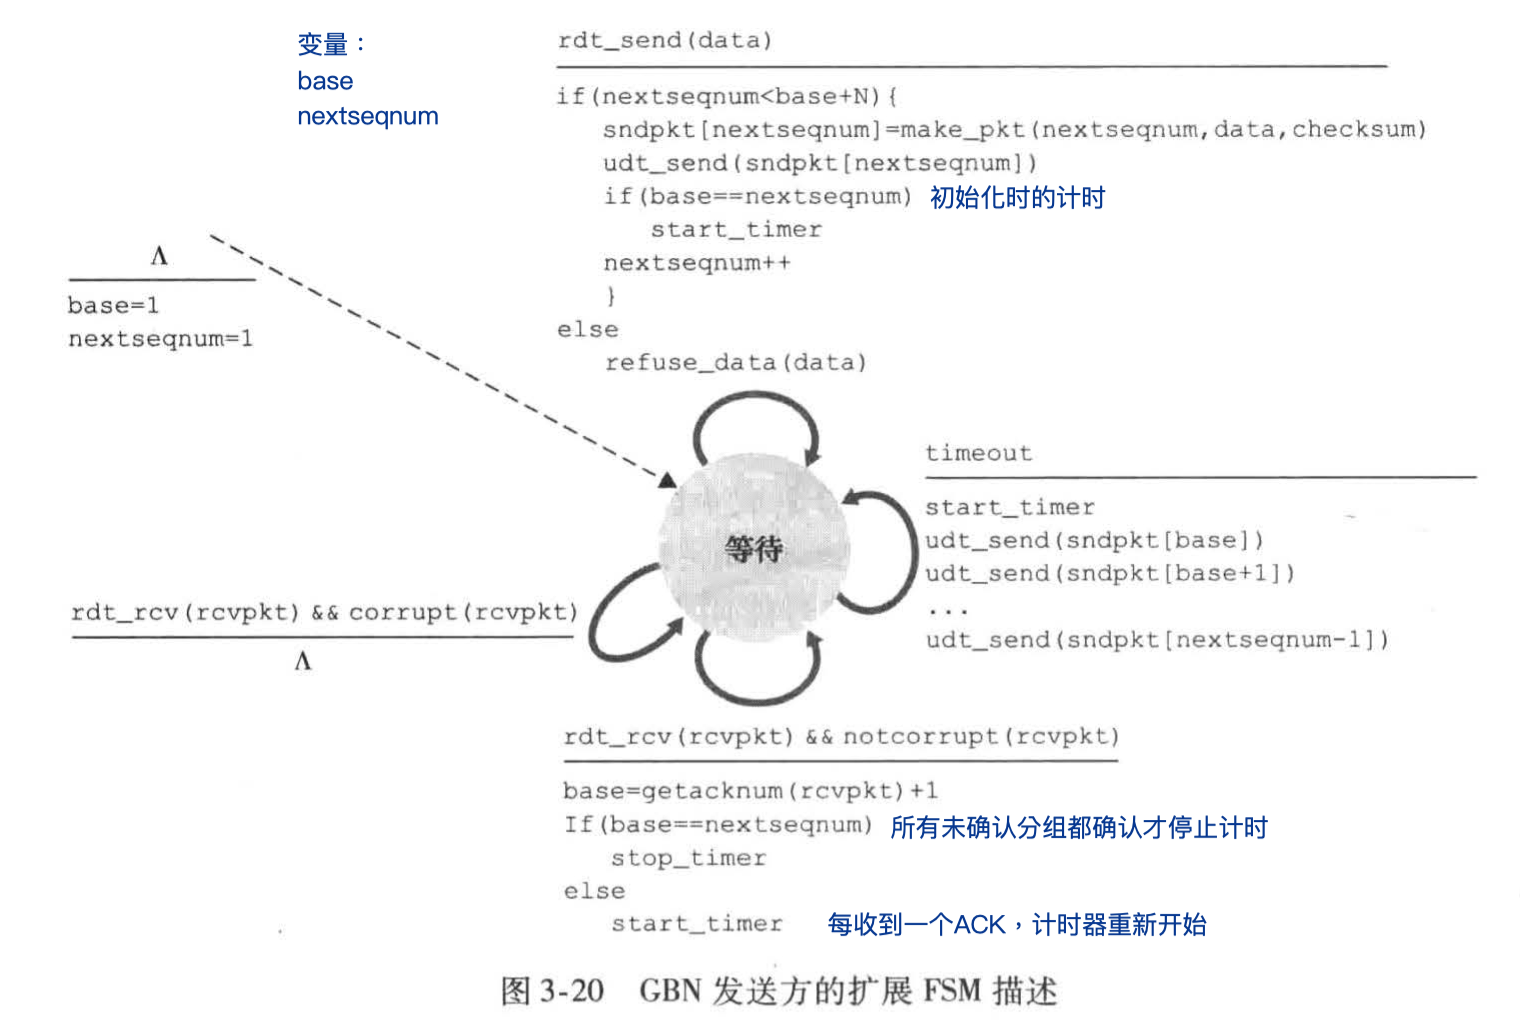 变量：
base
nextseqnum
rdt_send(data)
if(nextseqnum<base+N){
sndpkt[nextseqnum]=make_pkt(nextseqnum,data,checksum)
udt_send(sndpkt[nextseqnum])
if(base==nextseqnum) 初始化时的计时
start_timer
nextseqnum++
}
else
refuse_data(data)
Λ
base=1
nextseqnum=1
timeout
start_timer
udt_send(sndpkt[base])
udt_send(sndpkt[base+1])
...
udt_send(sndpkt[nextseqnum-1])
等待
rdt_rcv(rcvpkt) && corrupt(rcvpkt)
Λ
rdt_rcv(rcvpkt) && notcorrupt(rcvpkt)
base=getacknum(rcvpkt)+1
If(base==nextseqnum) 所有未确认分组都确认才停止计时
stop_timer
else
start_timer 每收到一个ACK，计时器重新开始
图 3-20 GBN 发送方的扩展 FSM 描述